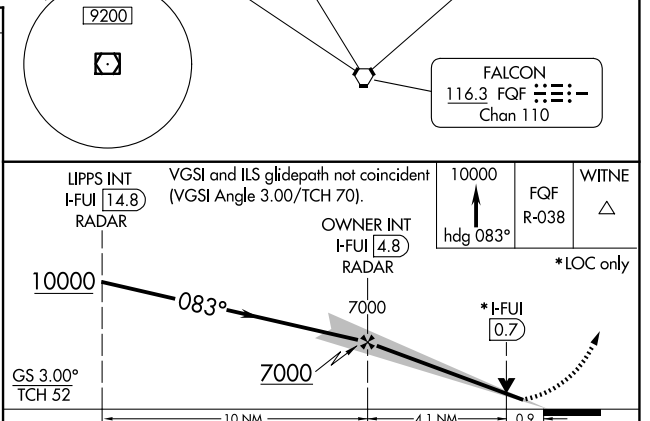 9200
FALCON
116.3 FQF
Chan 110
LIPPS INT
I-FUI 14.8
RADAR
VGSI and ILS glidepath not coincident
(VGSI Angle 3.00/TCH 70).
10000
hdg 083°
FQF
R-038
WITNE
OWNER INT
I-FUI 4.8
RADAR
*LOC only
10000
083°
7000
*I-FUI
0.7
7000
GS 3.00°
TCH 52
10 NM
4.1 NM
0.9